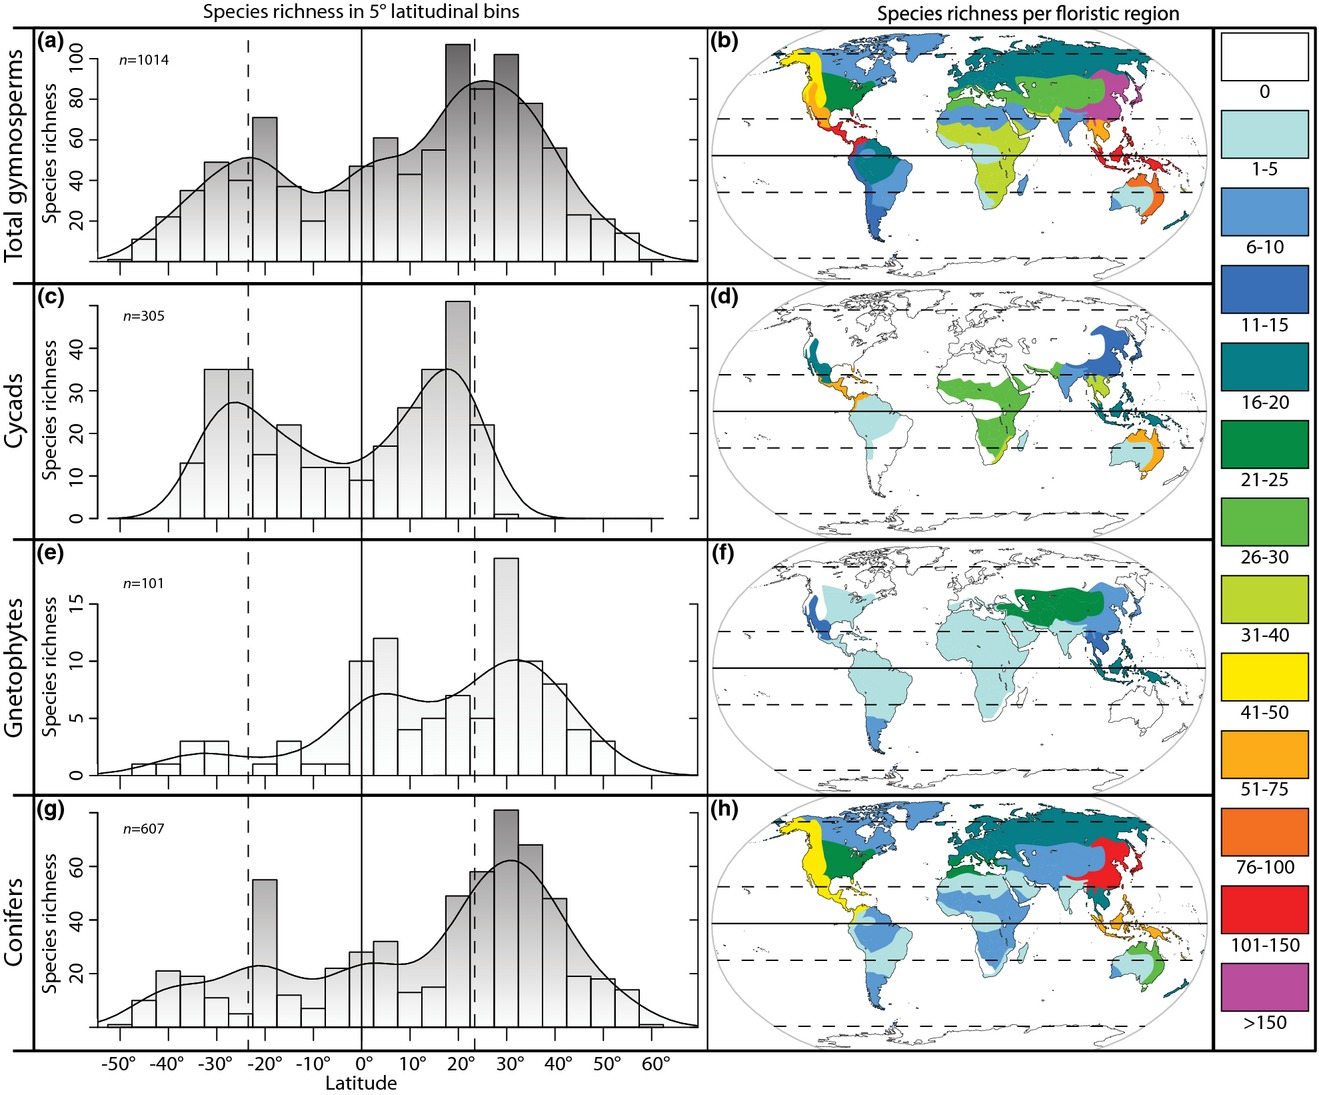 Species richness in 5° latitudinal bins
Species richness per floristic region
Total gymnosperms
(a)
n=1014
Species richness
100
80
60
40
20
(b)
Cycads
(c)
n=305
Species richness
40
30
20
10
0
(d)
Gnetophytes
(e)
n=101
Species richness
15
10
5
0
(f)
Conifers
(g)
n=607
Species richness
60
40
20
(h)
-50° -40° -30° -20° -10° 0° 10° 20° 30° 40° 50° 60°
Latitude
0
1-5
6-10
11-15
16-20
21-25
26-30
31-40
41-50
51-75
76-100
101-150
>150